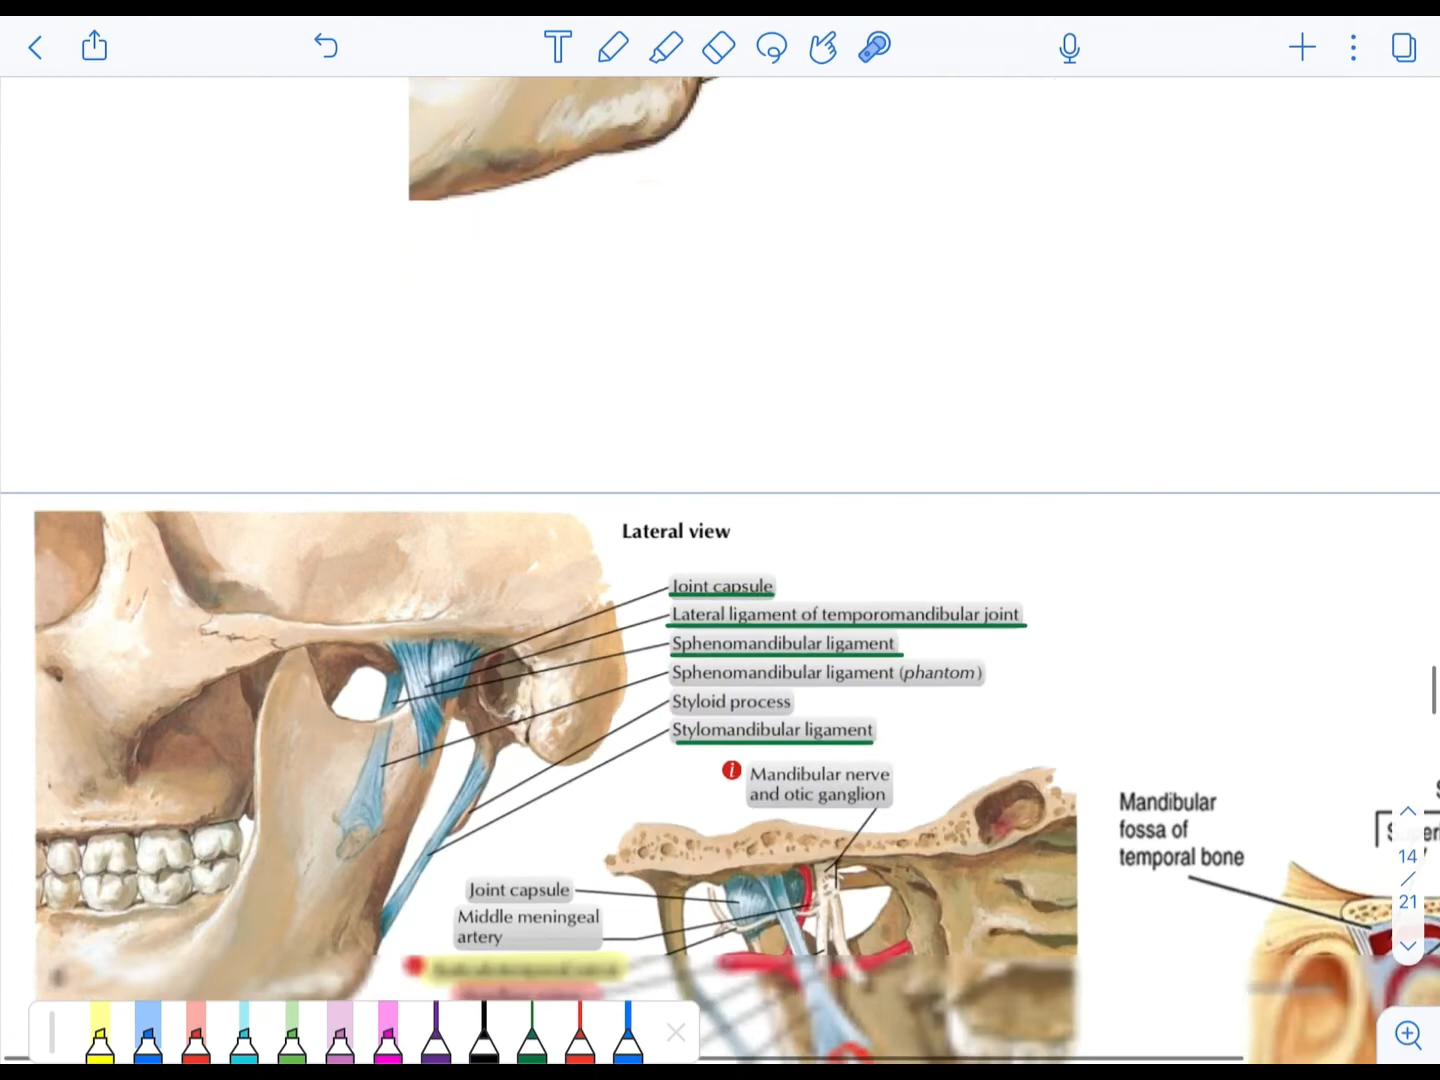 Lateral view
Joint capsule
Lateral ligament of temporomandibular joint
Sphenomandibular ligament
Sphenomandibular ligament (phantom)
Styloid process
Stylomandibular ligament
i
Mandibular nerve
and otic ganglion
Joint capsule
Middle meningeal
artery
Mandibular
fossa of
temporal bone
14
/
21